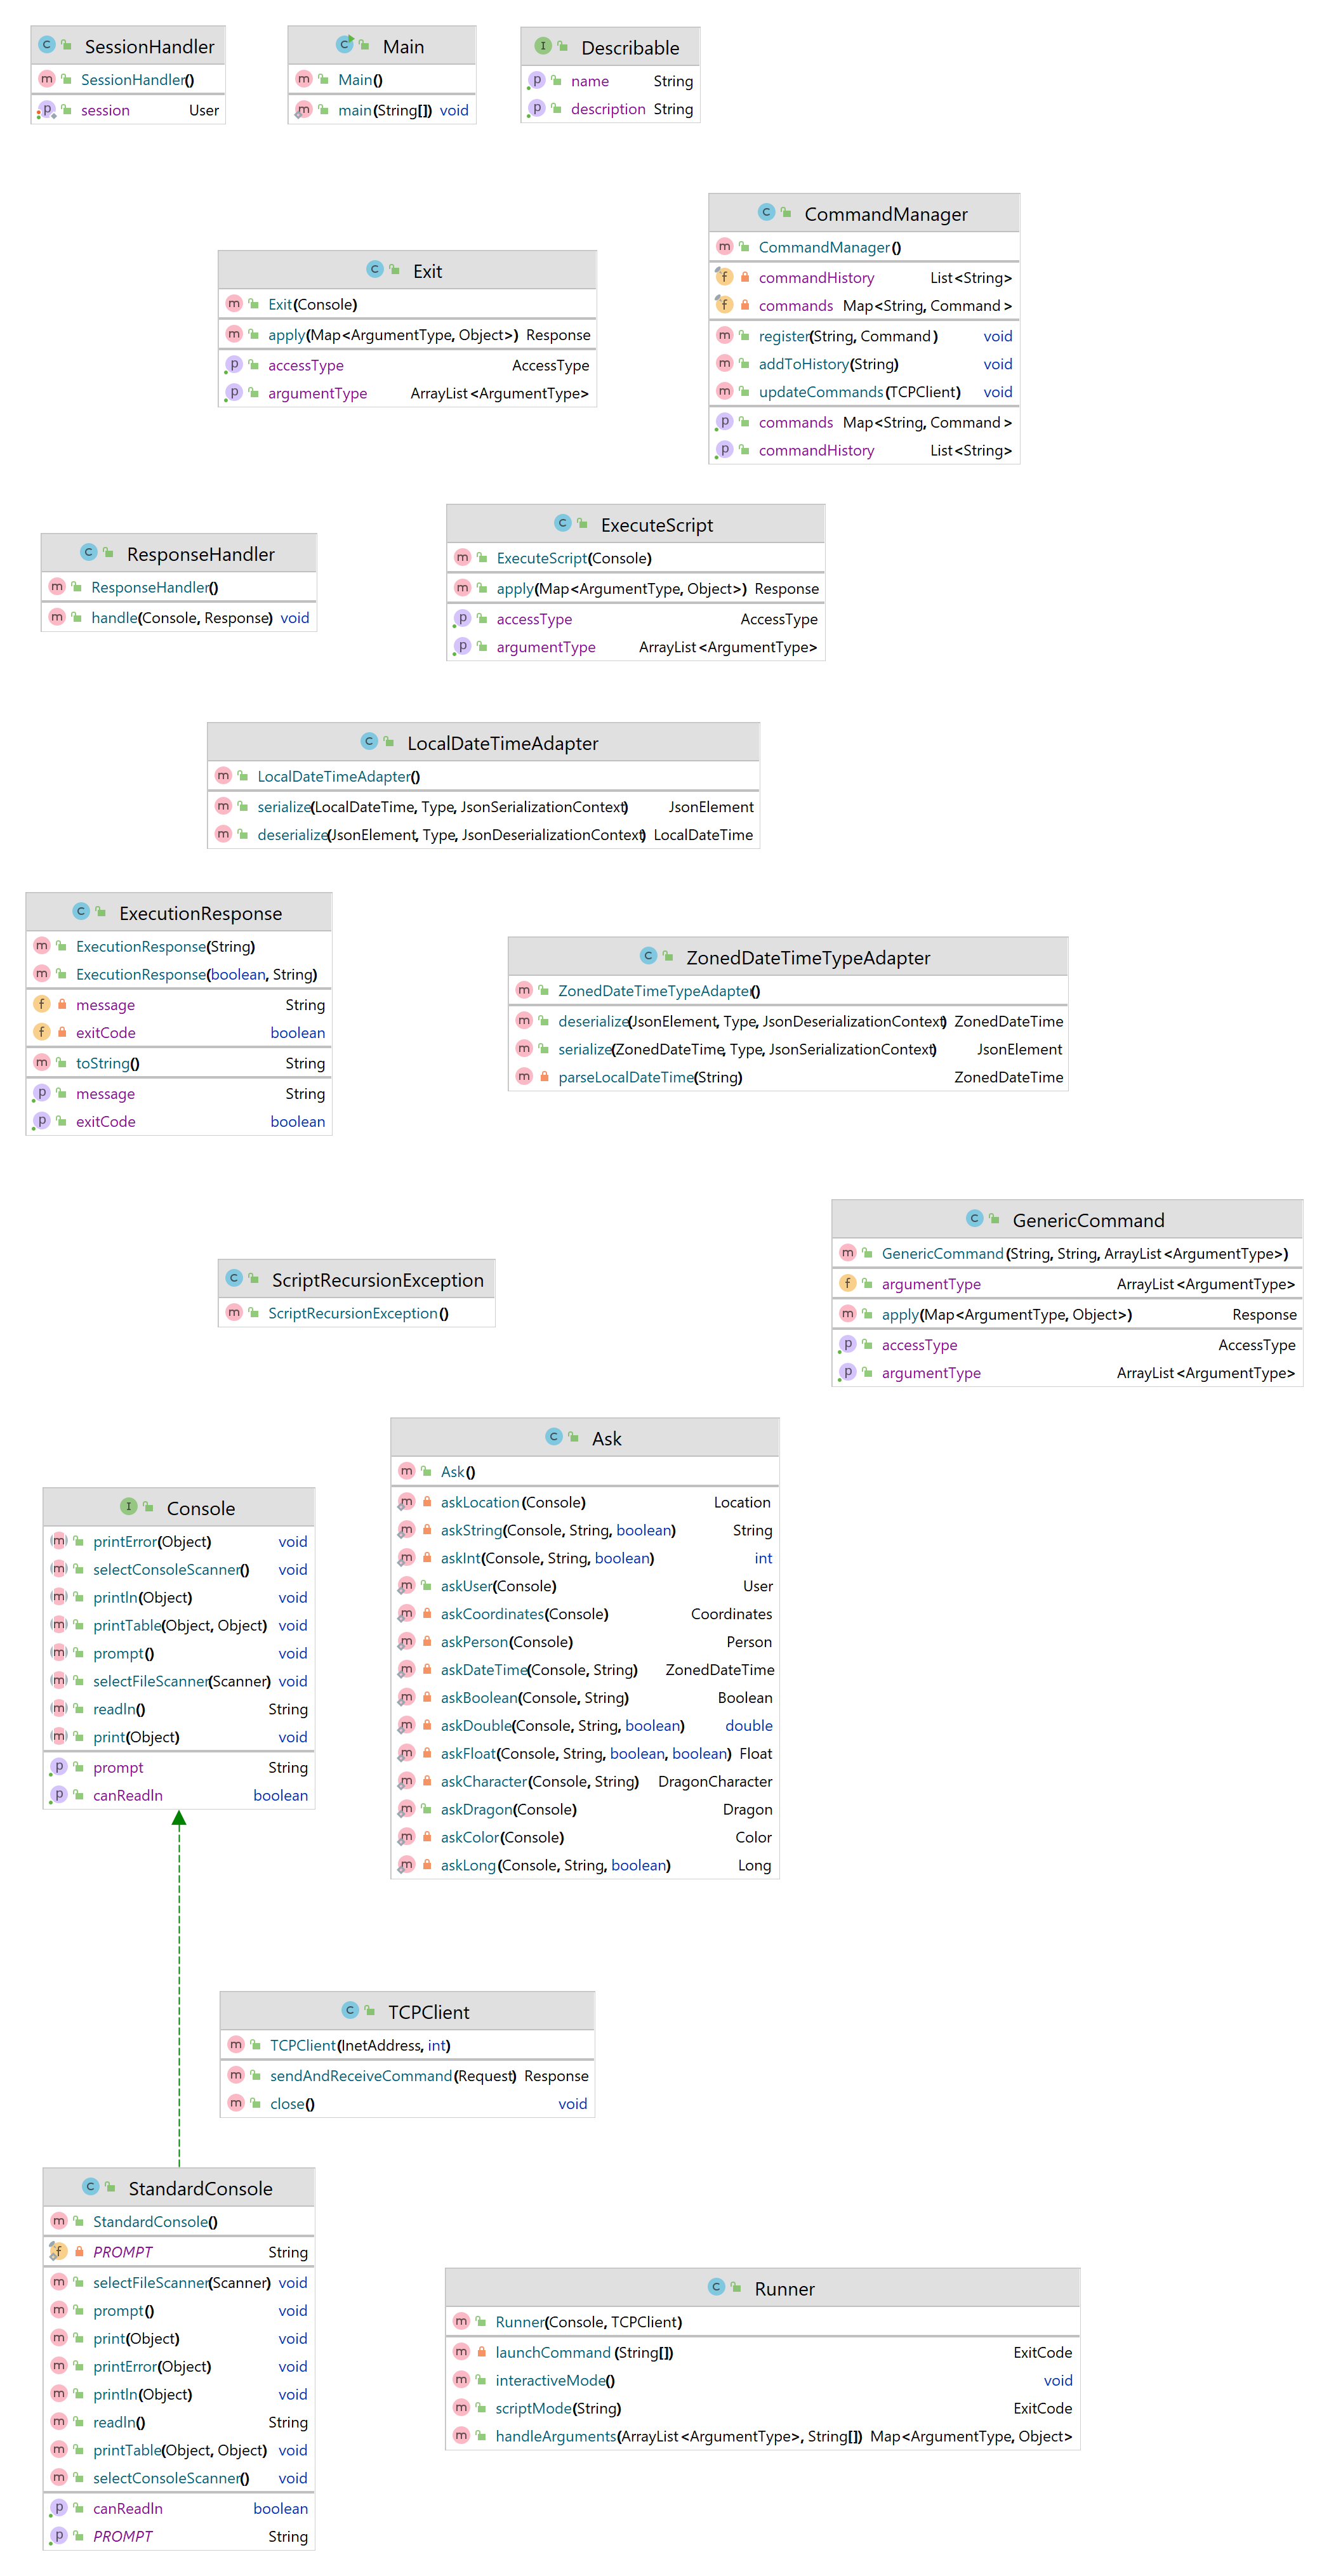 SessionHandler
SessionHandler()
session User
Main
Main()
main(String[]) void
Describable
name String
description String
CommandManager
CommandManager()
commandHistory List<String>
commands Map<String, Command>
register(String, Command) void
addToHistory(String) void
updateCommands(TCPClient) void
commands Map<String, Command>
commandHistory List<String>
Exit
Exit(Console)
apply(Map<ArgumentType, Object>) Response
accessType AccessType
argumentType ArrayList<ArgumentType>
ExecuteScript
ExecuteScript(Console)
apply(Map<ArgumentType, Object>) Response
accessType AccessType
argumentType ArrayList<ArgumentType>
ResponseHandler
ResponseHandler()
handle(Console, Response) void
LocalDateTimeAdapter
LocalDateTimeAdapter()
serialize(LocalDateTime, Type, JsonSerializationContext) JsonElement
deserialize(JsonElement, Type, JsonDeserializationContext) LocalDateTime
ExecutionResponse
ExecutionResponse(String)
ExecutionResponse(boolean, String)
message String
exitCode boolean
toString() String
message String
exitCode boolean
ZonedDateTimeTypeAdapter
ZonedDateTimeTypeAdapter()
deserialize(JsonElement, Type, JsonDeserializationContext) ZonedDateTime
serialize(ZonedDateTime, Type, JsonSerializationContext) JsonElement
parseLocalDateTime(String) ZonedDateTime
GenericCommand
GenericCommand(String, String, ArrayList<ArgumentType>)
argumentType ArrayList<ArgumentType>
apply(Map<ArgumentType, Object>) Response
accessType AccessType
argumentType ArrayList<ArgumentType>
ScriptRecursionException
ScriptRecursionException()
Ask
Ask()
askLocation(Console) Location
askString(Console, String, boolean) String
askInt(Console, String, boolean) int
askUser(Console) User
askCoordinates(Console) Coordinates
askPerson(Console) Person
askDateTime(Console, String) ZonedDateTime
askBoolean(Console, String) Boolean
askDouble(Console, String, boolean) double
askFloat(Console, String, boolean, boolean) Float
askCharacter(Console, String) DragonCharacter
askDragon(Console) Dragon
askColor(Console) Color
askLong(Console, String, boolean) Long
Console
printError(Object) void
selectConsoleScanner() void
println(Object) void
printTable(Object, Object) void
prompt() void
selectFileScanner(Scanner) void
readln() String
print(Object) void
prompt String
canReadln boolean
TCPClient
TCPClient(InetAddress, int)
sendAndReceiveCommand(Request) Response
close() void
StandardConsole
StandardConsole()
PROMPT String
selectFileScanner(Scanner) void
prompt() void
print(Object) void
printError(Object) void
println(Object) void
readln() String
printTable(Object, Object) void
selectConsoleScanner() void
canReadln boolean
PROMPT String
Runner
Runner(Console, TCPClient)
launchCommand(String[]) ExitCode
interactiveMode() void
scriptMode(String) ExitCode
handleArguments(ArrayList<ArgumentType>, String[]) Map<ArgumentType, Object>